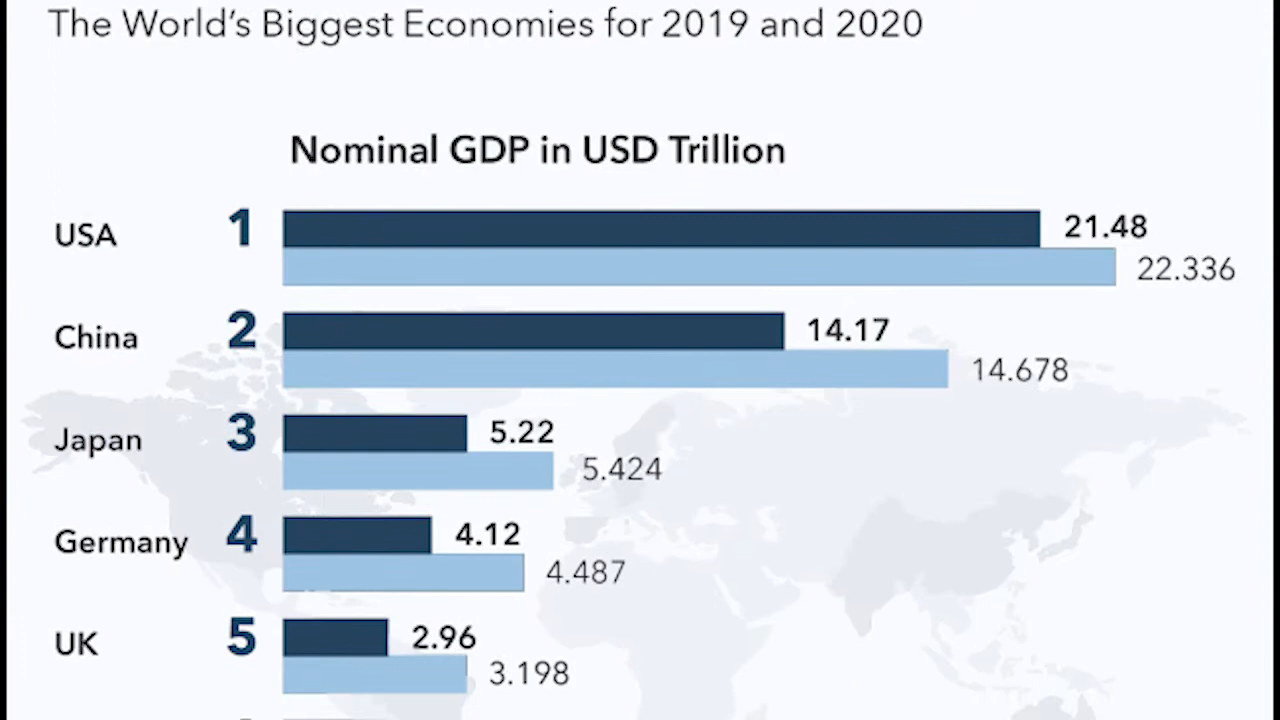 The World’s Biggest Economies for 2019 and 2020
Nominal GDP in USD Trillion
USA 1 21.48
22.336
China 2 14.17
14.678
Japan 3 5.22
5.424
Germany 4 4.12
4.487
UK 5 2.96
3.198